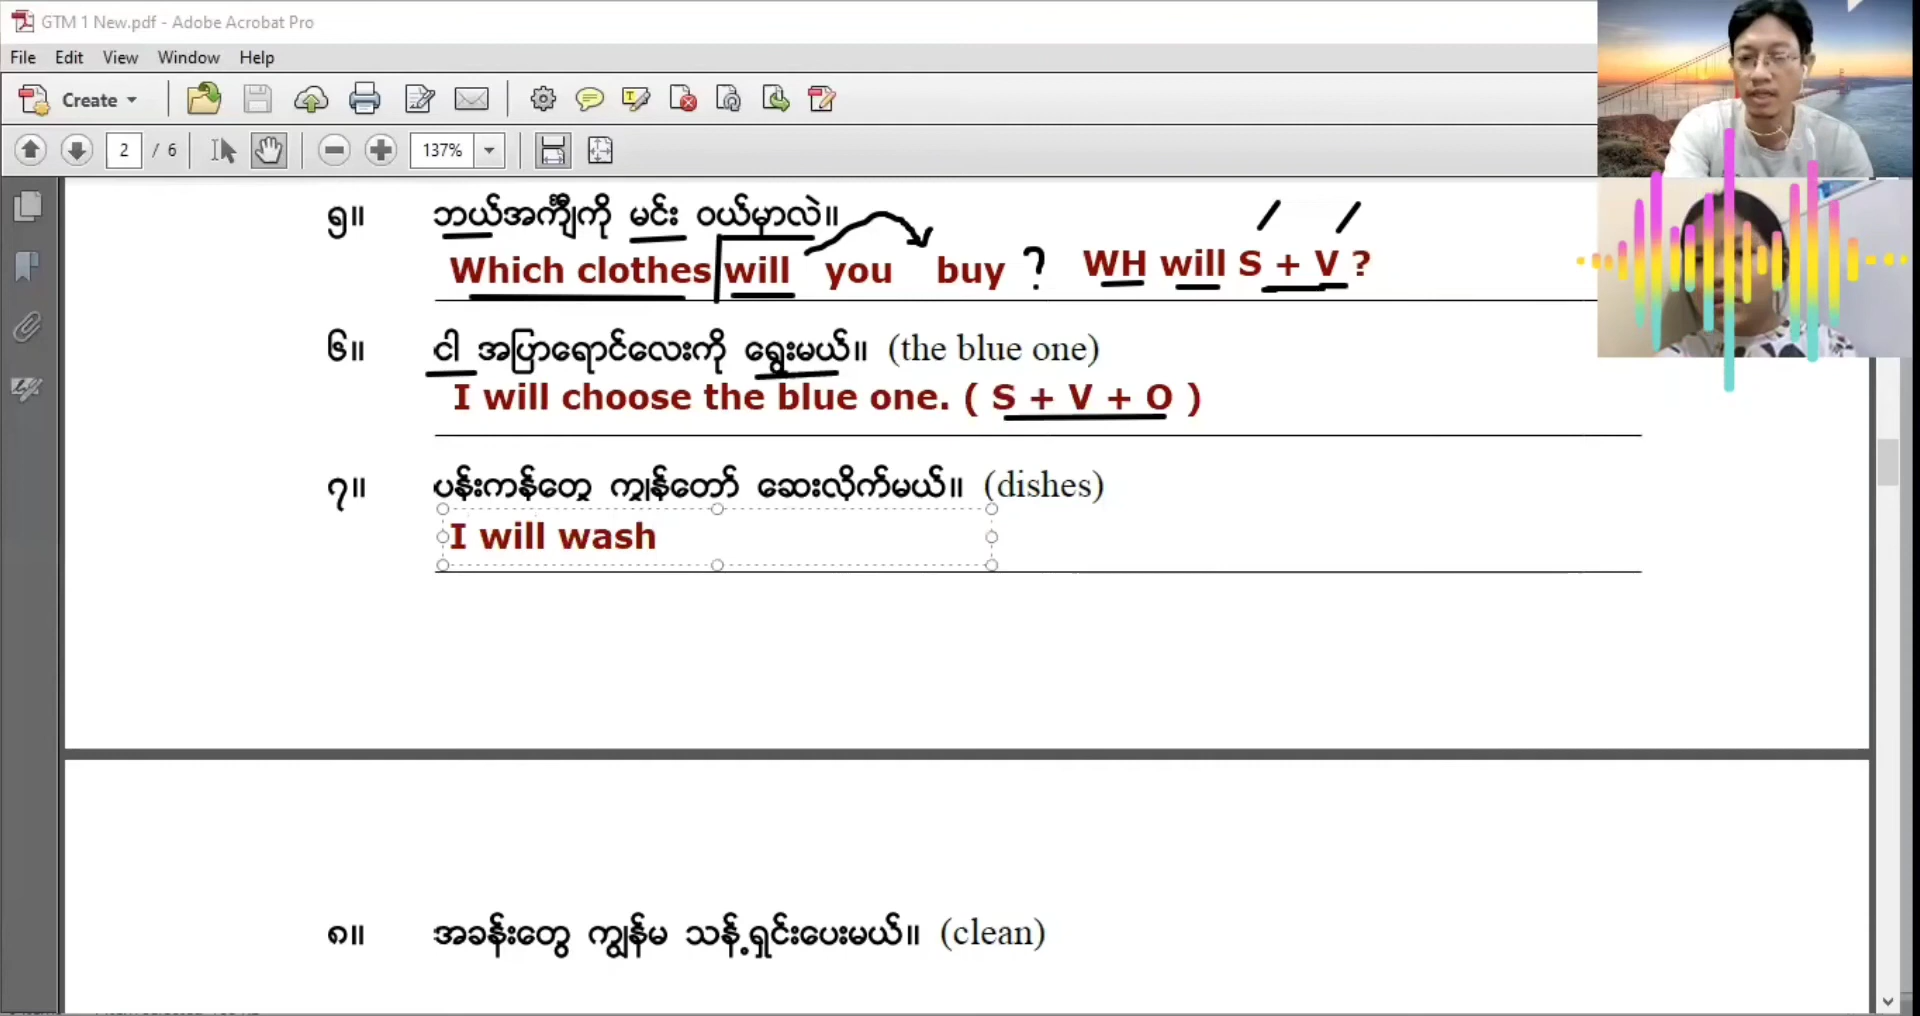 GTM 1 New.pdf - Adobe Acrobat Pro
File Edit View Window Help
Create
2 / 6 137%
၅။ ဘယ်အင်္ကျီကို မင်း ဝယ်မှာလဲ။
Which clothes will you buy ? WH will S + V ?
၆။ ငါ အပြာရောင်လေးကို ရွေးမယ်။ (the blue one)
I will choose the blue one. ( S + V + O )
၇။ ပန်းကန်တွေ ကျွန်တော် ဆေးလိုက်မယ်။ (dishes)
I will wash
၈။ အခန်းတွေ ကျွန်မ သန့်ရှင်းပေးမယ်။ (clean)